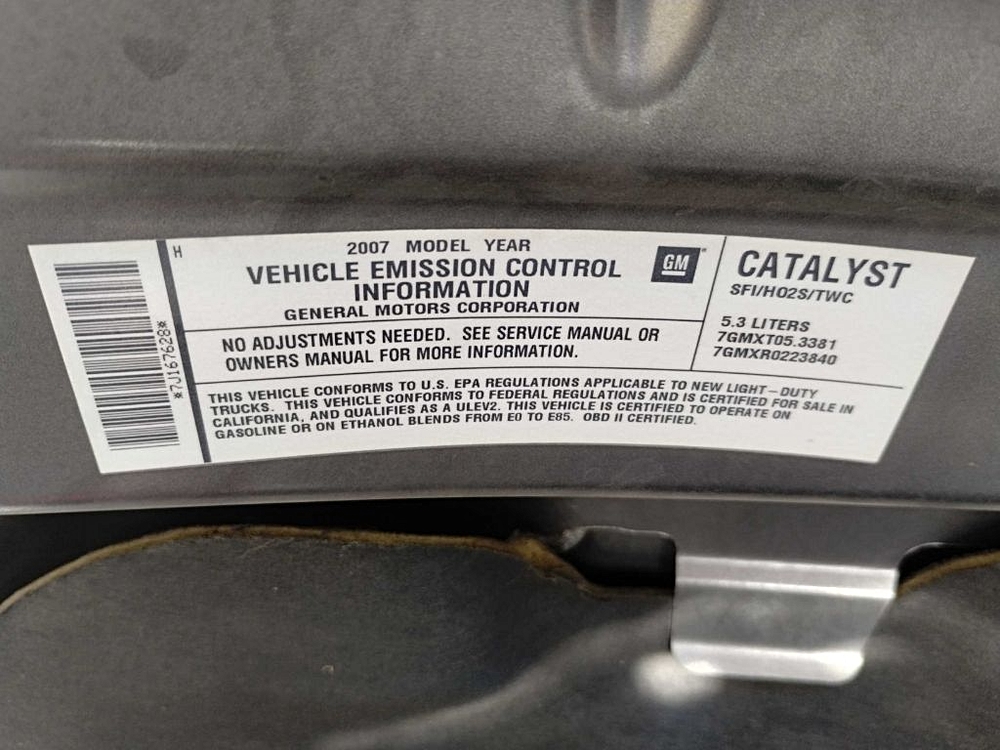 *7J167628*
H
2007 MODEL YEAR
VEHICLE EMISSION CONTROL
INFORMATION
GENERAL MOTORS CORPORATION
GM
CATALYST
SFI/HO2S/TWC
5.3 LITERS
7GMXT05.3381
7GMXR0223840
NO ADJUSTMENTS NEEDED. SEE SERVICE MANUAL OR
OWNERS MANUAL FOR MORE INFORMATION.
THIS VEHICLE CONFORMS TO U.S. EPA REGULATIONS APPLICABLE TO NEW LIGHT-DUTY
TRUCKS. THIS VEHICLE CONFORMS TO FEDERAL REGULATIONS AND IS CERTIFIED FOR SALE IN
CALIFORNIA, AND QUALIFIES AS A ULEV2. THIS VEHICLE IS CERTIFIED TO OPERATE ON
GASOLINE OR ON ETHANOL BLENDS FROM E0 TO E85. OBD II CERTIFIED.